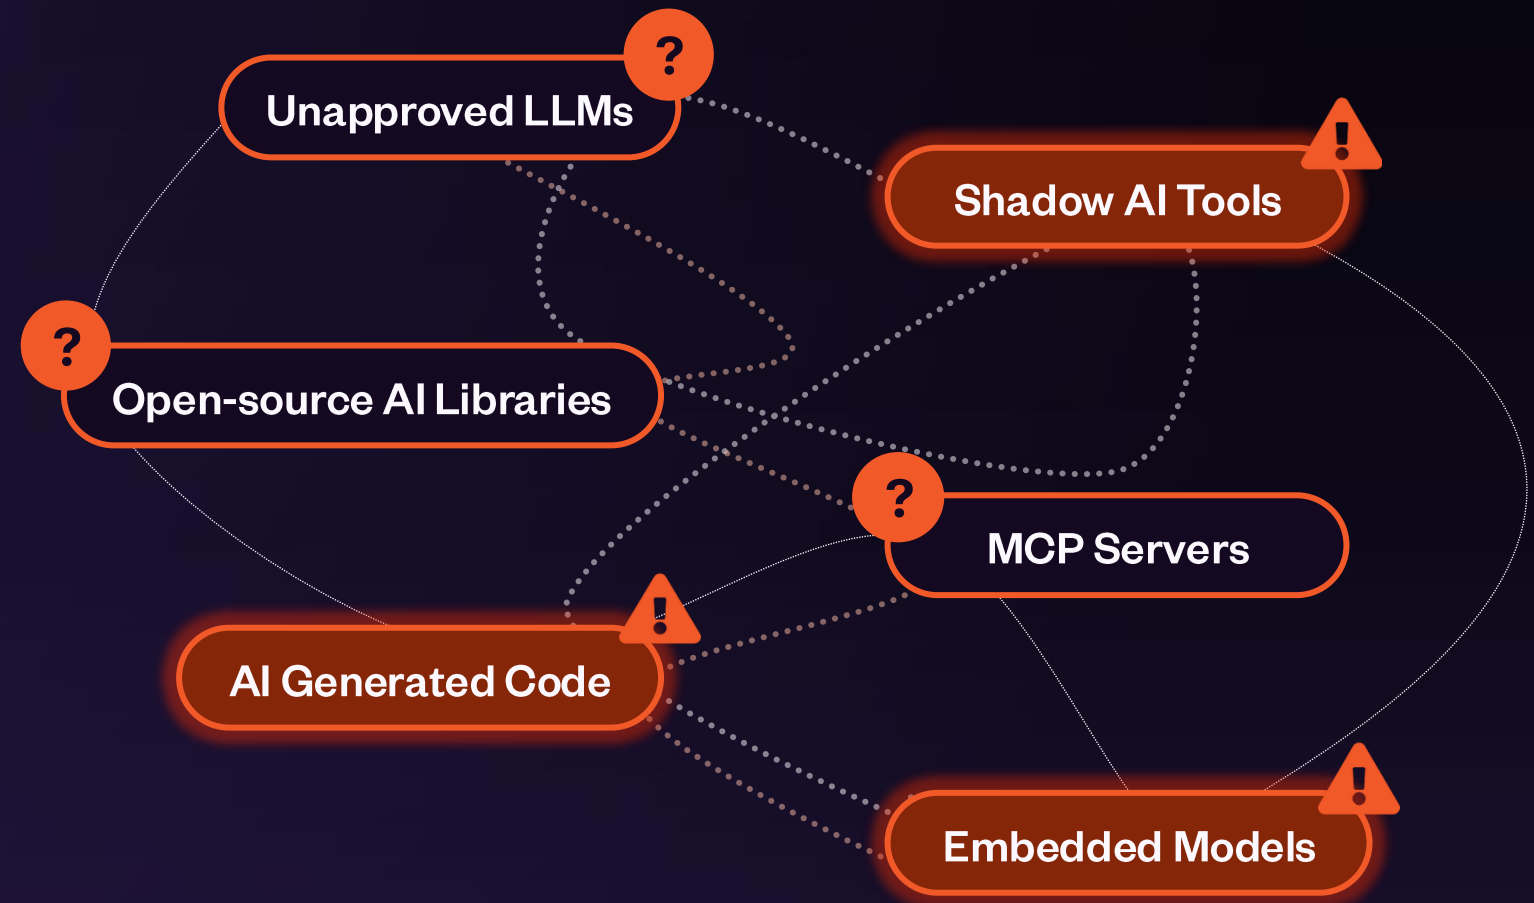 ?
Unapproved LLMs
!
Shadow AI Tools
?
Open-source AI Libraries
?
MCP Servers
!
AI Generated Code
!
Embedded Models